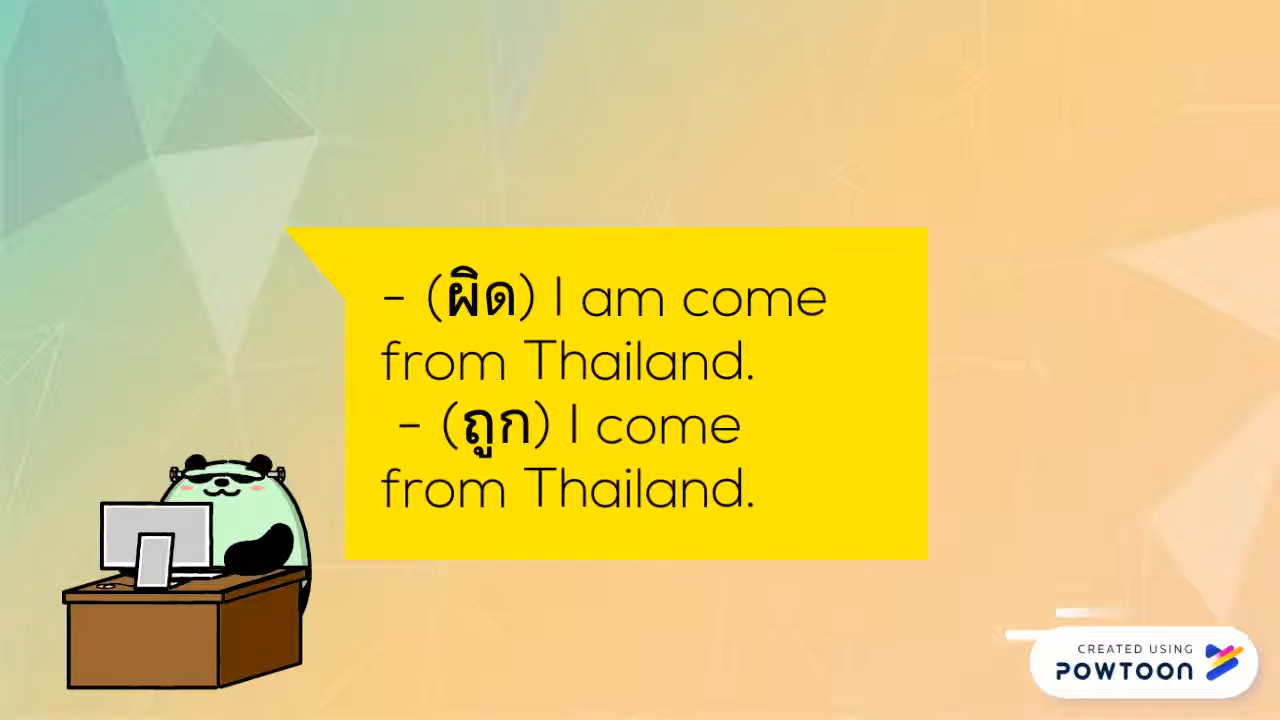 - (ผิด) I am come
from Thailand.
- (ถูก) I come
from Thailand.
CREATED USING
POWTOON